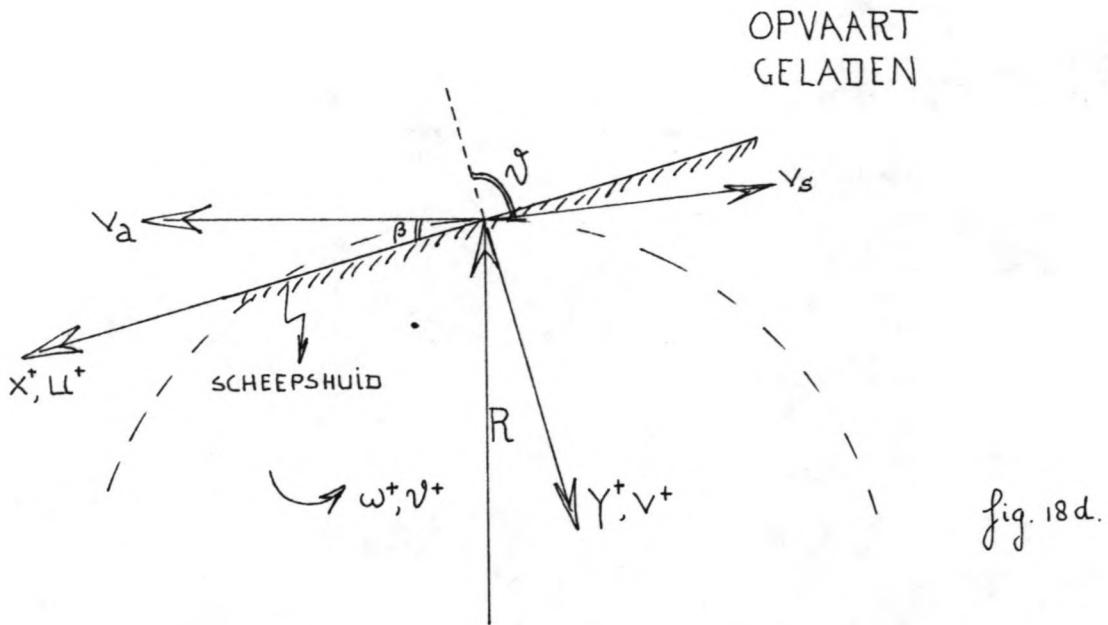 OPVAART
GELADEN
ϑ
Vs
Va
β
X⁺, U⁺
SCHEEPSHUID
R
ω⁺, ϑ⁺
Y⁺, V⁺
fig. 18d.